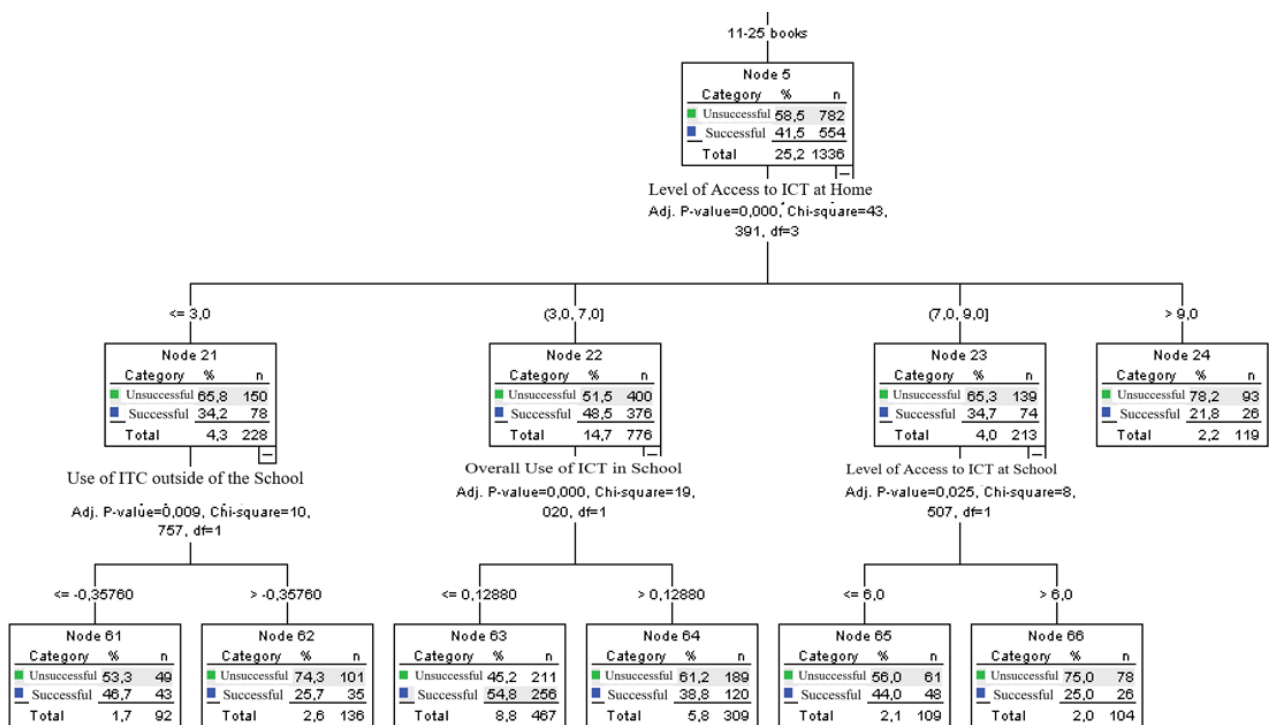 11-25 books
Node 5
Category % n
Unsuccessful 58,5 782
Successful 41,5 554
Total 25,2 1336
Level of Access to ICT at Home
Adj. P-value=0,000, Chi-square=43,
391, df=3
<= 3,0
(3,0, 7,0]
(7,0, 9,0]
> 9,0
Node 21
Category % n
Unsuccessful 65,8 150
Successful 34,2 78
Total 4,3 228
Node 22
Category % n
Unsuccessful 51,5 400
Successful 48,5 376
Total 14,7 776
Node 23
Category % n
Unsuccessful 65,3 139
Successful 34,7 74
Total 4,0 213
Node 24
Category % n
Unsuccessful 78,2 93
Successful 21,8 26
Total 2,2 119
Use of ITC outside of the School
Adj. P-value=0,009, Chi-square=10,
757, df=1
Overall Use of ICT in School
Adj. P-value=0,000, Chi-square=19,
020, df=1
Level of Access to ICT at School
Adj. P-value=0,025, Chi-square=8,
507, df=1
<= -0,35760
> -0,35760
<= 0,12880
> 0,12880
<= 6,0
> 6,0
Node 61
Category % n
Unsuccessful 53,3 49
Successful 46,7 43
Total 1,7 92
Node 62
Category % n
Unsuccessful 74,3 101
Successful 25,7 35
Total 2,6 136
Node 63
Category % n
Unsuccessful 45,2 211
Successful 54,8 256
Total 8,8 467
Node 64
Category % n
Unsuccessful 61,2 189
Successful 38,8 120
Total 5,8 309
Node 65
Category % n
Unsuccessful 56,0 61
Successful 44,0 48
Total 2,1 109
Node 66
Category % n
Unsuccessful 75,0 78
Successful 25,0 26
Total 2,0 104